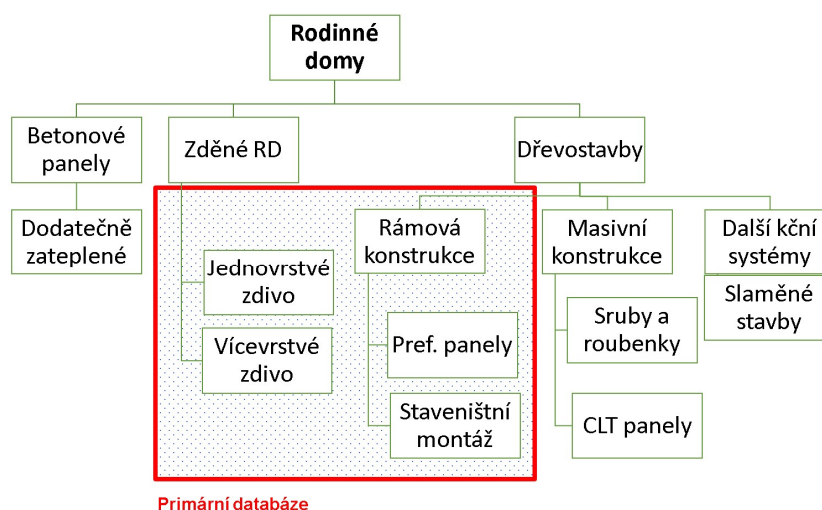 Rodinné
domy
Betonové
panely
Zděné RD
Dřevostavby
Dodatečně
zateplené
Rámová
konstrukce
Masivní
konstrukce
Další kční
systémy
Jednovrstvé
zdivo
Slaměné
stavby
Sruby a
roubenky
Vícevrstvé
zdivo
Pref. panely
Staveništní
montáž
CLT panely
Primární databáze